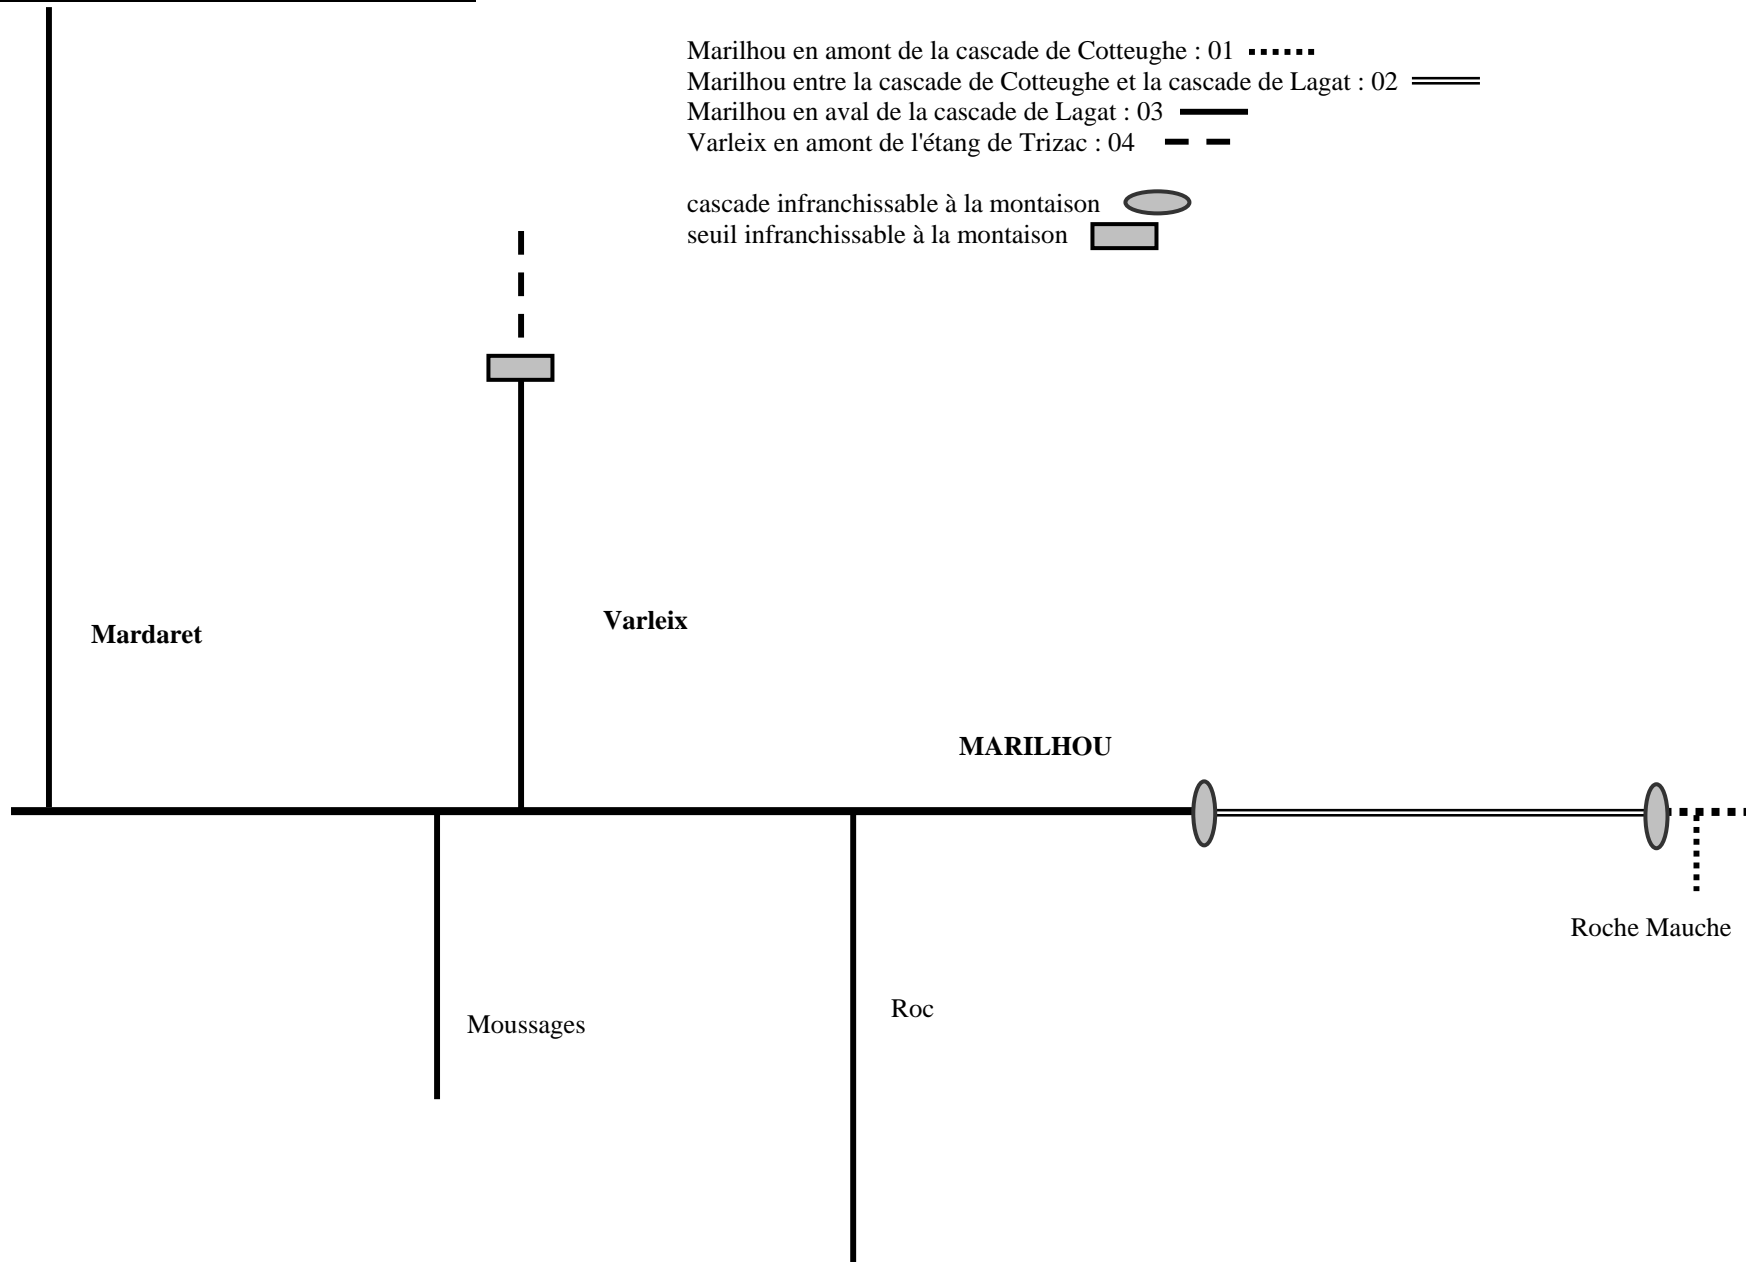 Marilhou en amont de la cascade de Cotteughe : 01
Marilhou entre la cascade de Cotteughe et la cascade de Lagat : 02
Marilhou en aval de la cascade de Lagat : 03
Varleix en amont de l'étang de Trizac : 04
cascade infranchissable à la montaison
seuil infranchissable à la montaison
Mardaret
Varleix
MARILHOU
Roche Mauche
Moussages
Roc